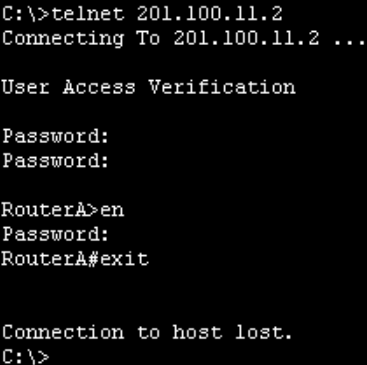 C:\>telnet 201.100.11.2
Connecting To 201.100.11.2 ...
User Access Verification
Password:
Password:
RouterA>en
Password:
RouterA#exit
Connection to host lost.
C:\>